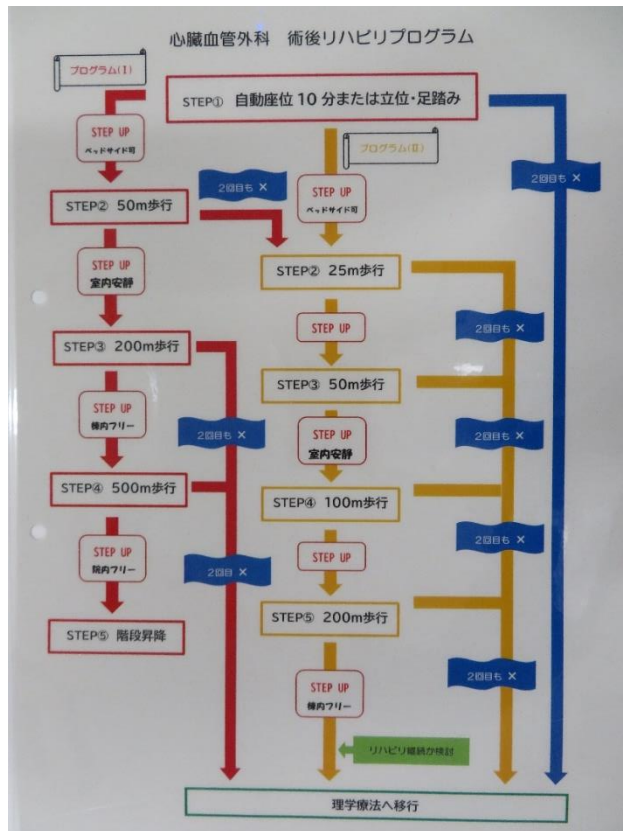 心臓血管外科　術後リハビリプログラム
プログラム(Ⅰ)
STEP① 自動座位10分または立位・足踏み
STEP UP
ベッドサイド可
プログラム(Ⅱ)
2回目も ×
2回目も ×
STEP UP
ベッドサイド可
STEP② 50m歩行
STEP UP
室内安静
STEP② 25m歩行
2回目も ×
STEP UP
STEP③ 200m歩行
STEP③ 50m歩行
STEP UP
棟内フリー
2回目も ×
STEP UP
室内安静
2回目も ×
STEP④ 500m歩行
STEP④ 100m歩行
STEP UP
院内フリー
2回目 ×
STEP UP
2回目も ×
STEP⑤ 階段昇降
STEP⑤ 200m歩行
STEP UP
棟内フリー
2回目も ×
リハビリ継続か検討
理学療法へ移行